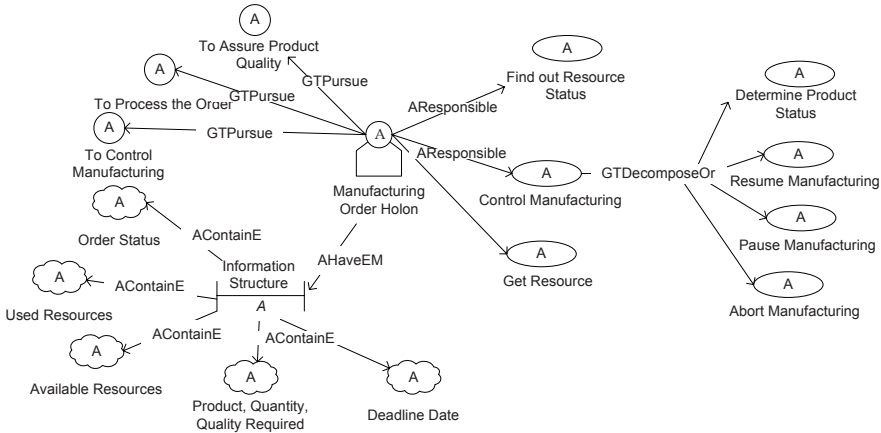 A
To Assure Product
Quality
A
To Process the Order
A
To Control
Manufacturing
GTPursue
GTPursue
GTPursue
A
Manufacturing
Order Holon
AResponsible
AResponsible
A
Find out Resource
Status
A
Control Manufacturing
A
Get Resource
GTDecomposeOr
A
Determine Product
Status
A
Resume Manufacturing
A
Pause Manufacturing
A
Abort Manufacturing
AHaveEM
Information
Structure
A
AContainE
AContainE
AContainE
AContainE
A
Order Status
A
Used Resources
A
Available Resources
A
Product, Quantity,
Quality Required
A
Deadline Date